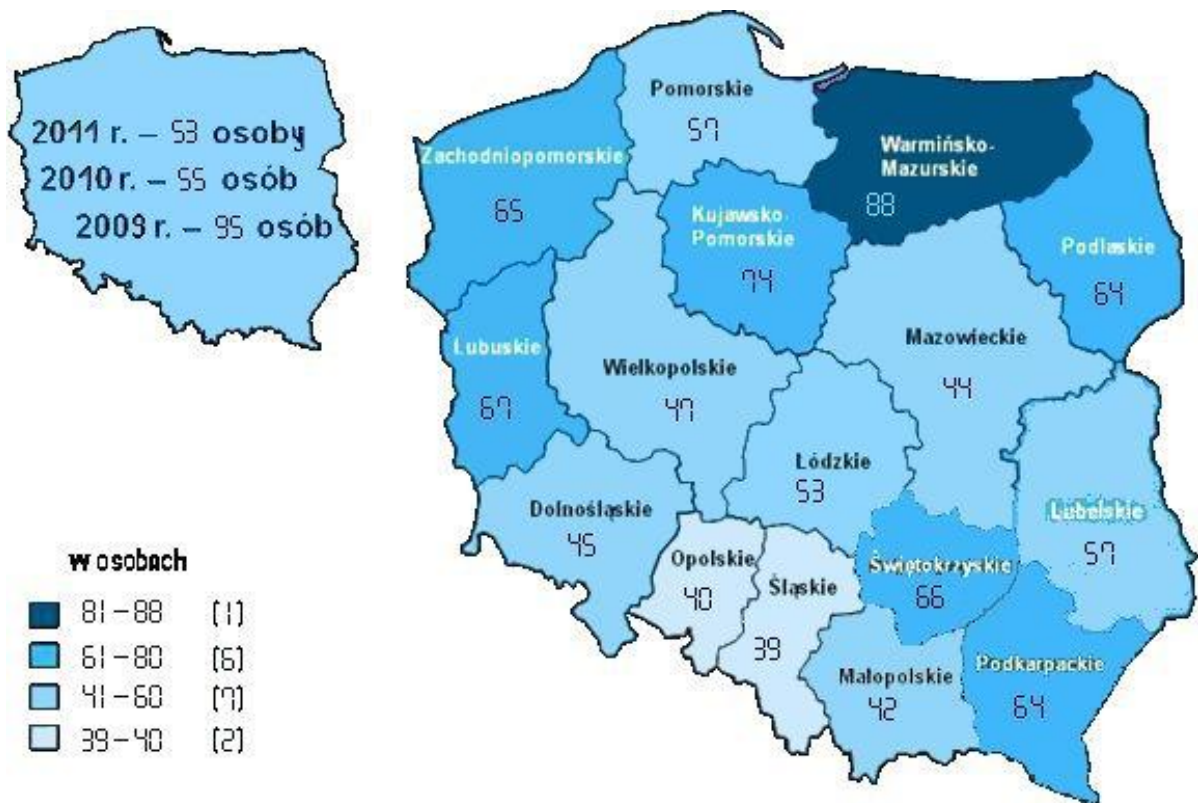 2011 r. – 53 osoby
2010 r. – 55 osób
2009 r. – 95 osób
Pomorskie
57
Warmińsko-
Mazurskie
88
Zachodniopomorskie
65
Kujawsko-
Pomorskie
74
Podlaskie
64
Lubuskie
67
Wielkopolskie
47
Mazowieckie
44
Łódzkie
53
Dolnośląskie
45
Lubelskie
57
Opolskie
40
Śląskie
39
Świętokrzyskie
66
Małopolskie
42
Podkarpackie
64
w osobach
81–88 (1)
61–80 (6)
41–60 (7)
39–40 (2)